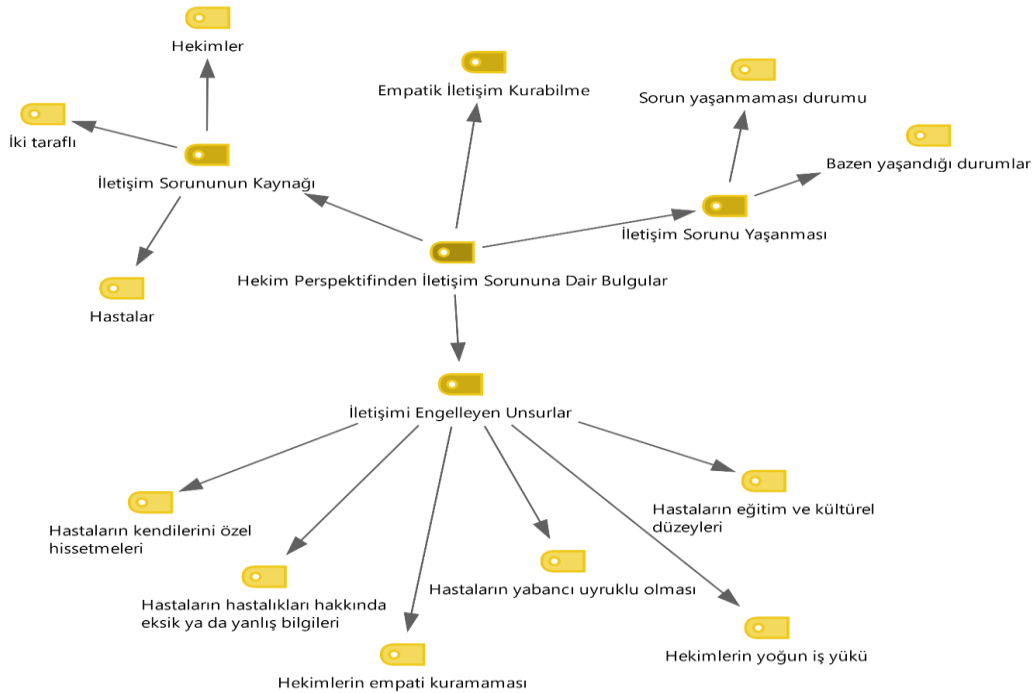 Hekimler
Empatik İletişim Kurabilme
Sorun yaşanmaması durumu
İki taraflı
Bazen yaşandığı durumlar
İletişim Sorununun Kaynağı
İletişim Sorunu Yaşanması
Hekim Perspektifinden İletişim Sorununa Dair Bulgular
Hastalar
İletişimi Engelleyen Unsurlar
Hastaların kendilerini özel
hissetmeleri
Hastaların eğitim ve kültürel
düzeyleri
Hastaların yabancı uyruklu olması
Hastaların hastalıkları hakkında
eksik ya da yanlış bilgileri
Hekimlerin yoğun iş yükü
Hekimlerin empati kuramaması